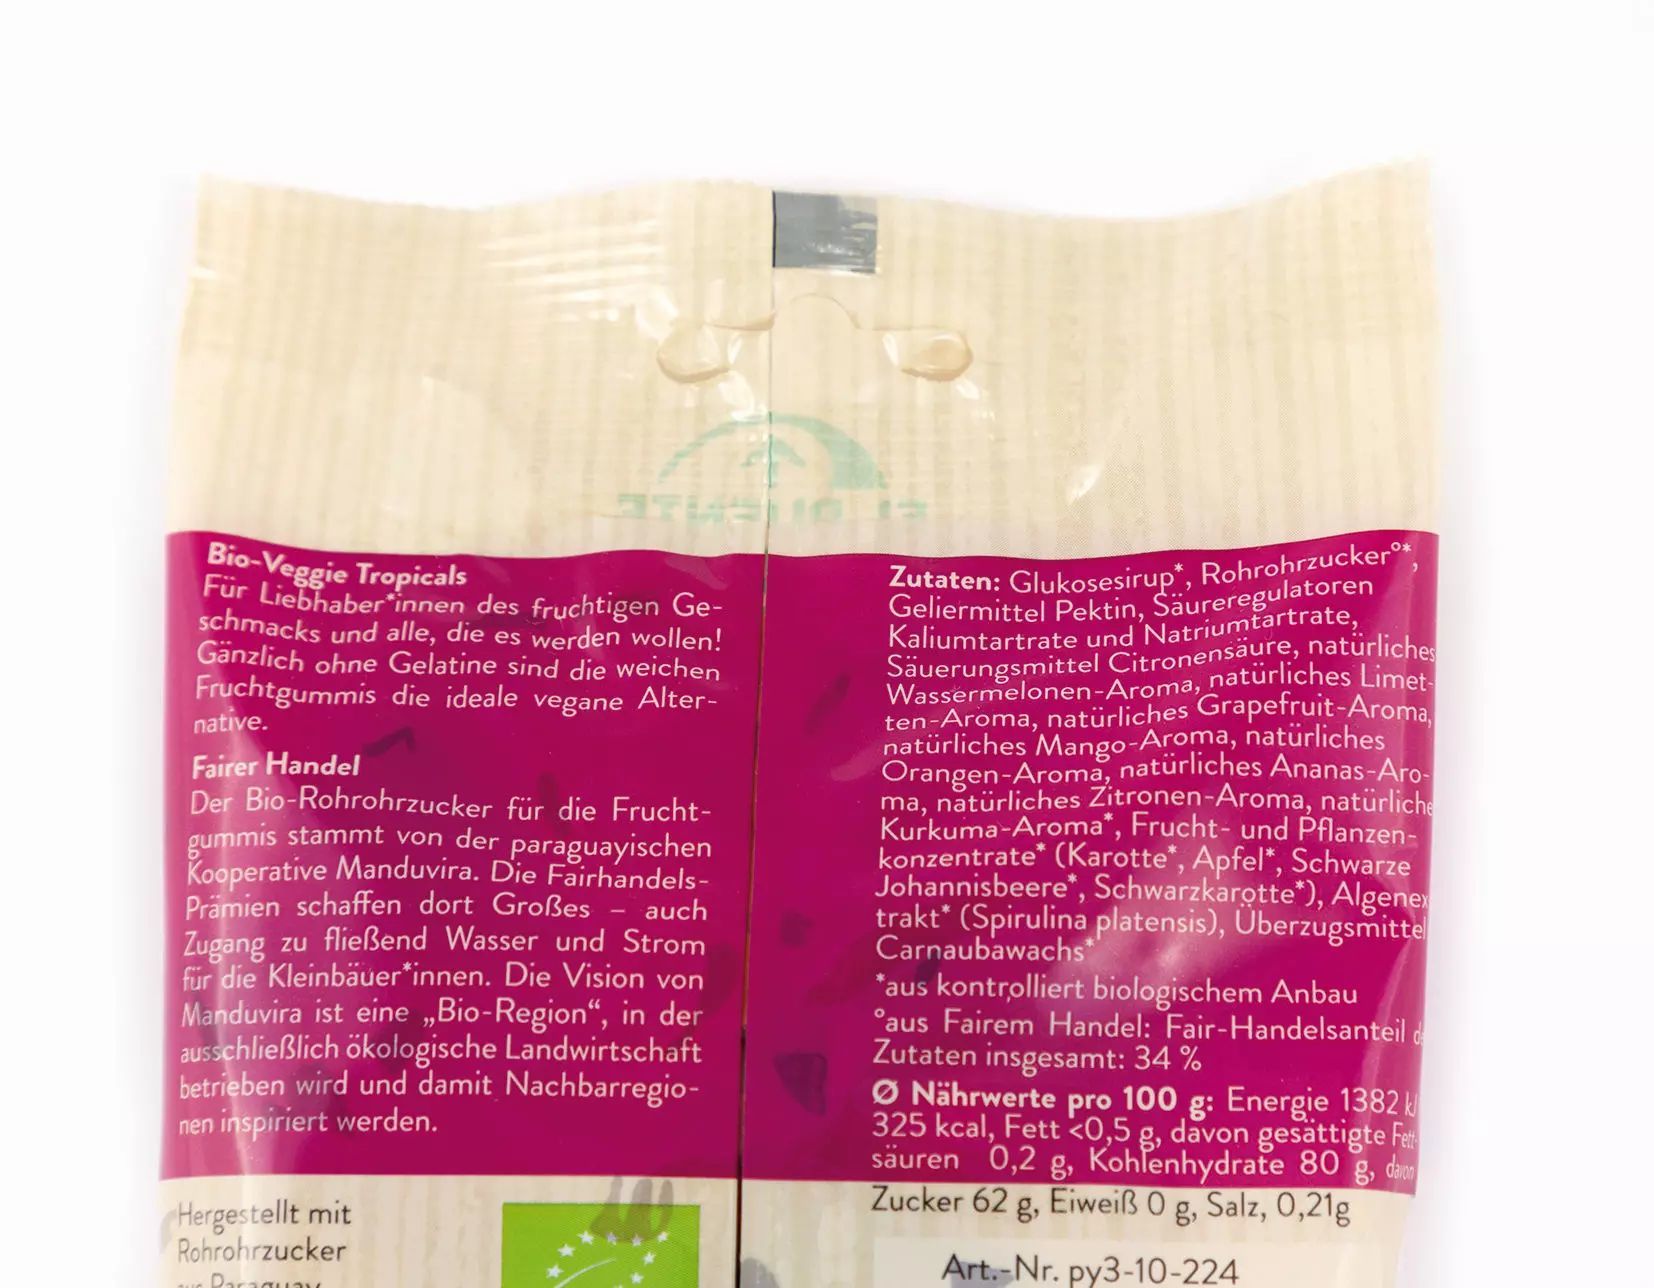 EL PUENTE
Bio-Veggie Tropicals
Für Liebhaber*innen des fruchtigen Ge-
schmacks und alle, die es werden wollen!
Gänzlich ohne Gelatine sind die weichen
Fruchtgummis die ideale vegane Alter-
native.
Fairer Handel
Der Bio-Rohrohrzucker für die Frucht-
gummis stammt von der paraguayischen
Kooperative Manduvira. Die Fairhandels-
Prämien schaffen dort Großes – auch
Zugang zu fließend Wasser und Strom
für die Kleinbäuer*innen. Die Vision von
Manduvira ist eine „Bio-Region“, in der
ausschließlich ökologische Landwirtschaft
betrieben wird und damit Nachbarregio-
nen inspiriert werden.
Hergestellt mit
Rohrohrzucker
aus Paraguay
Zutaten: Glukosesirup*, Rohrohrzucker°*,
Geliermittel Pektin, Säureregulatoren
Kaliumtartrate und Natriumtartrate,
Säuerungsmittel Citronensäure, natürliches
Wassermelonen-Aroma, natürliches Limet-
ten-Aroma, natürliches Grapefruit-Aroma,
natürliches Mango-Aroma, natürliches
Orangen-Aroma, natürliches Ananas-Aro-
ma, natürliches Zitronen-Aroma, natürliche
Kurkuma-Aroma*, Frucht- und Pflanzen-
konzentrate* (Karotte*, Apfel*, Schwarze
Johannisbeere*, Schwarzkarotte*), Algenex
trakt* (Spirulina platensis), Überzugsmittel
Carnaubawachs*
*aus kontrolliert biologischem Anbau
°aus Fairem Handel: Fair-Handelsanteil
Zutaten insgesamt: 34 %
Ø Nährwerte pro 100 g: Energie 1382 kJ
325 kcal, Fett <0,5 g, davon gesättigte Fett-
säuren 0,2 g, Kohlenhydrate 80 g, davon
Zucker 62 g, Eiweiß 0 g, Salz, 0,21g
Art.-Nr. py3-10-224